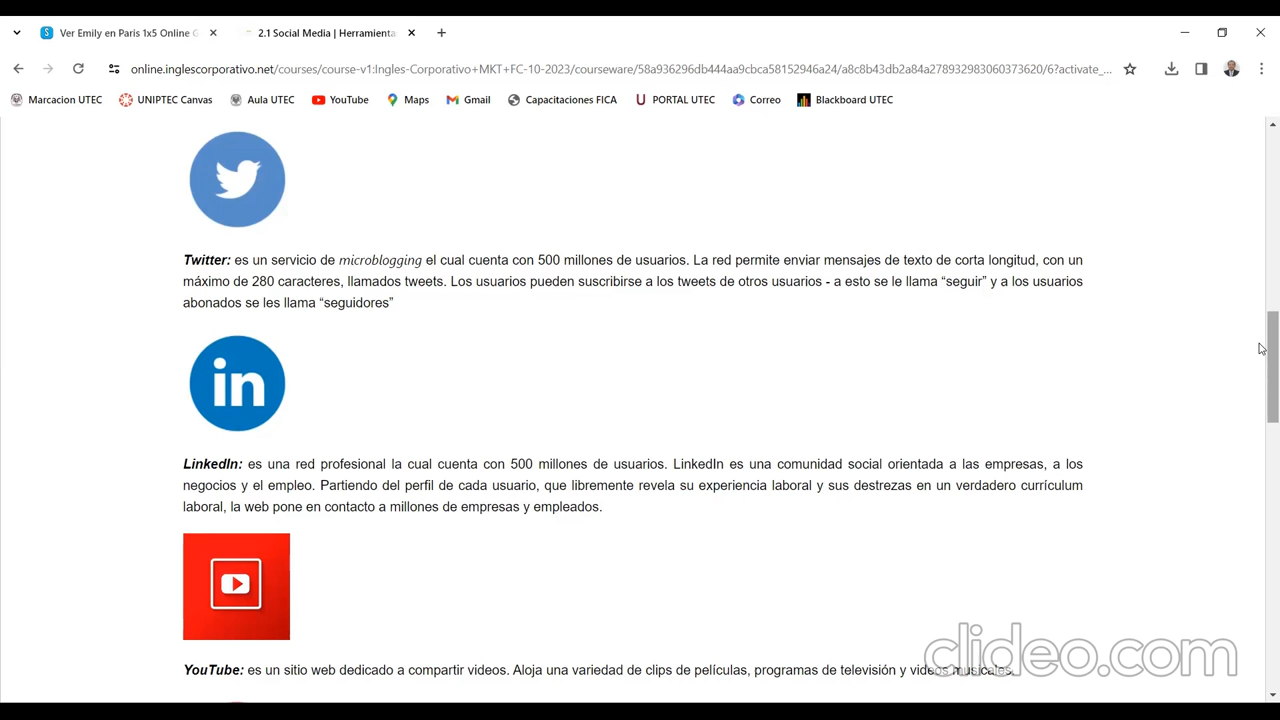 Ver Emily en Paris 1x5 Online G
2.1 Social Media | Herramienta
online.inglescorporativo.net/courses/course-v1:Ingles-Corporativo+MKT+FC-10-2023/courseware/58a936296db444aa9cbca58152946a24/a8c8b43db2a84a278932983060373620/6?activate_...
Marcacion UTEC
UNIPTEC Canvas
Aula UTEC
YouTube
Maps
Gmail
Capacitaciones FICA
PORTAL UTEC
Correo
Blackboard UTEC
Twitter: es un servicio de microblogging el cual cuenta con 500 millones de usuarios. La red permite enviar mensajes de texto de corta longitud, con un
máximo de 280 caracteres, llamados tweets. Los usuarios pueden suscribirse a los tweets de otros usuarios - a esto se le llama “seguir” y a los usuarios
abonados se les llama “seguidores”
in
LinkedIn: es una red profesional la cual cuenta con 500 millones de usuarios. LinkedIn es una comunidad social orientada a las empresas, a los
negocios y el empleo. Partiendo del perfil de cada usuario, que libremente revela su experiencia laboral y sus destrezas en un verdadero currículum
laboral, la web pone en contacto a millones de empresas y empleados.
YouTube: es un sitio web dedicado a compartir videos. Aloja una variedad de clips de películas, programas de televisión y videos musicales.
clideo.com